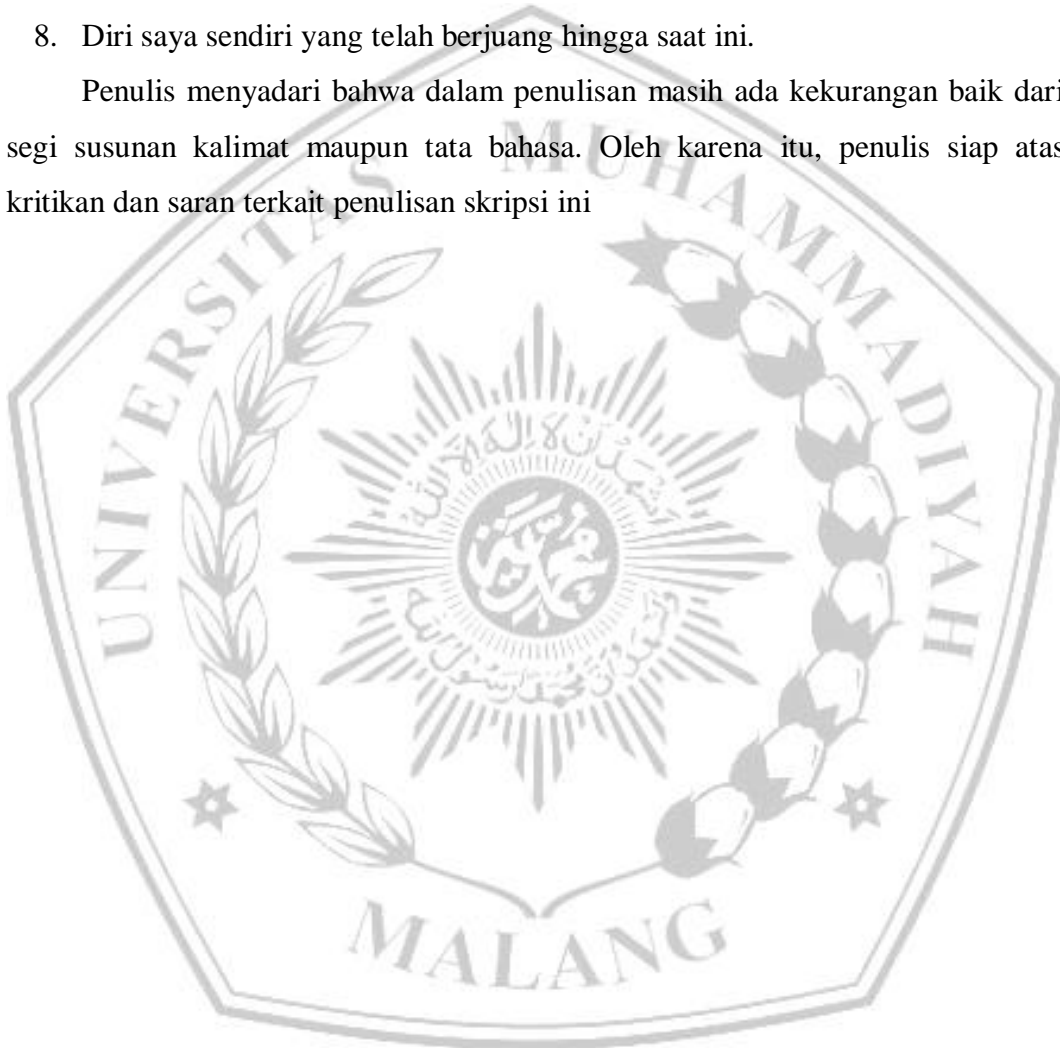 8. Diri saya sendiri yang telah berjuang hingga saat ini.
Penulis menyadari bahwa dalam penulisan masih ada kekurangan baik dari
segi susunan kalimat maupun tata bahasa. Oleh karena itu, penulis siap atas
kritikan dan saran terkait penulisan skripsi ini
UNIVERSITAS MUHAMMADIYAH
MALANG